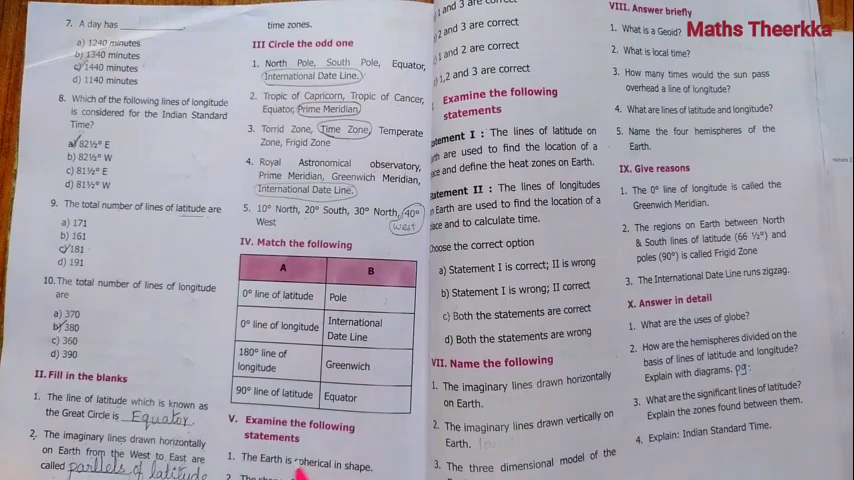 7. A day has
a) 1240 minutes
b) 1340 minutes
c) 1440 minutes
d) 1140 minutes
8. Which of the following lines of longitude
is considered for the Indian Standard
Time?
a) 82½° E
b) 82½° W
c) 81½° E
d) 81½° W
9. The total number of lines of latitude are
a) 171
b) 161
c) 181
d) 191
10. The total number of lines of longitude
are
a) 370
b) 380
c) 360
d) 390
II. Fill in the blanks
1. The line of latitude which is known as
the Great Circle is Equator.
2. The imaginary lines drawn horizontally
on Earth from the West to East are
called parllels of latitude
time zones.
III Circle the odd one
1. North Pole, South Pole, Equator,
International Date Line.
2. Tropic of Capricorn, Tropic of Cancer,
Equator, Prime Meridian
3. Torrid Zone, Time Zone, Temperate
Zone, Frigid Zone
4. Royal Astronomical observatory,
Prime Meridian, Greenwich Meridian,
International Date Line.
5. 10° North, 20° South, 30° North, 40°
West west
IV. Match the following
A B
0° line of latitude Pole
0° line of longitude International
Date Line
180° line of
longitude Greenwich
90° line of latitude Equator
V. Examine the following
statements
1. The Earth is spherical in shape.
1 and 3 are correct
2 and 3 are correct
1 and 2 are correct
1,2 and 3 are correct
Examine the following
statements
tatement I : The lines of latitude on
rth are used to find the location of a
ace and define the heat zones on Earth.
tatement II : The lines of longitudes
n Earth are used to find the location of a
lace and to calculate time.
hoose the correct option
a) Statement I is correct; II is wrong
b) Statement I is wrong; II correct
c) Both the statements are correct
d) Both the statements are wrong
VII. Name the following
1. The imaginary lines drawn horizontally
on Earth.
2. The imaginary lines drawn vertically on
Earth.
3. The three dimensional model of the
VIII. Answer briefly
Maths Theerkka
1. What is a Geoid?
2. What is local time?
3. How many times would the sun pass
overhead a line of longitude?
4. What are lines of latitude and longitude?
5. Name the four hemispheres of the
Earth.
IX. Give reasons
1. The 0° line of longitude is called the
Greenwich Meridian.
2. The regions on Earth between North
& South lines of latitude (66 ½°) and
poles (90°) is called Frigid Zone
3. The International Date Line runs zigzag.
X. Answer in detail
1. What are the uses of globe?
2. How are the hemispheres divided on the
basis of lines of latitude and longitude?
Explain with diagrams. pg:
3. What are the significant lines of latitude?
Explain the zones found between them.
4. Explain: Indian Standard Time.